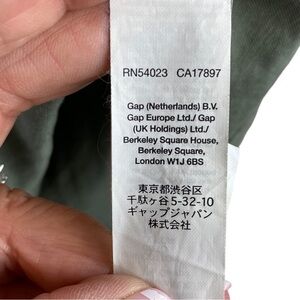 RN54023 CA17897
Gap (Netherlands) B.V.
Gap Europe Ltd./ Gap
(UK Holdings) Ltd./
Berkeley Square House,
Berkeley Square,
London W1J 6BS
東京都渋谷区
千駄ヶ谷5-32-10
ギャップジャパン
株式会社